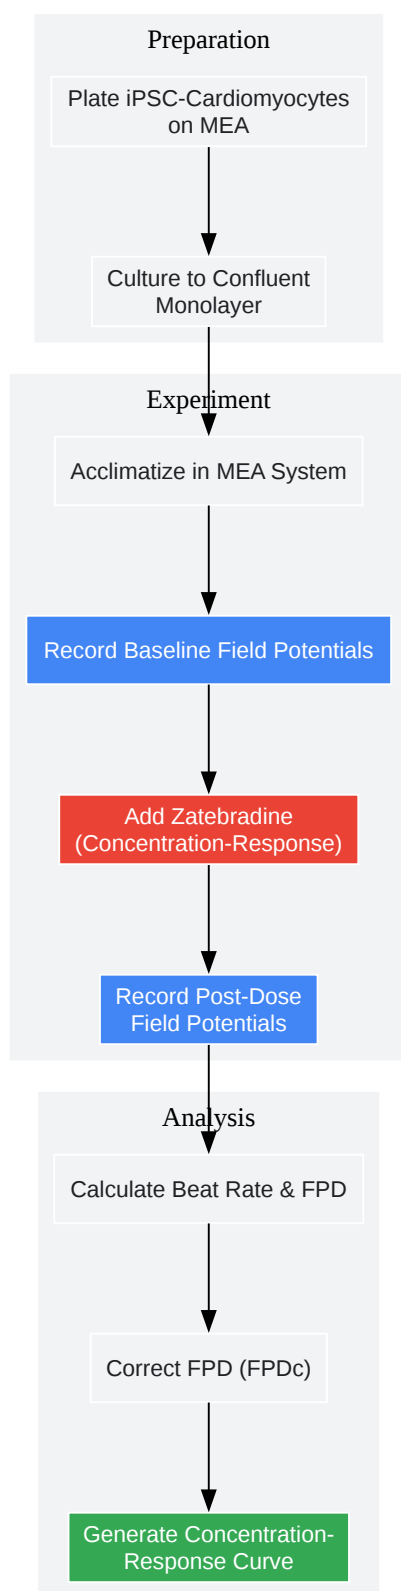 Preparation
Plate iPSC-Cardiomyocytes
on MEA
Culture to Confluent
Monolayer
Experiment
Acclimatize in MEA System
Record Baseline Field Potentials
Add Zatebradine
(Concentration-Response)
Record Post-Dose
Field Potentials
Analysis
Calculate Beat Rate & FPD
Correct FPD (FPDc)
Generate Concentration-
Response Curve